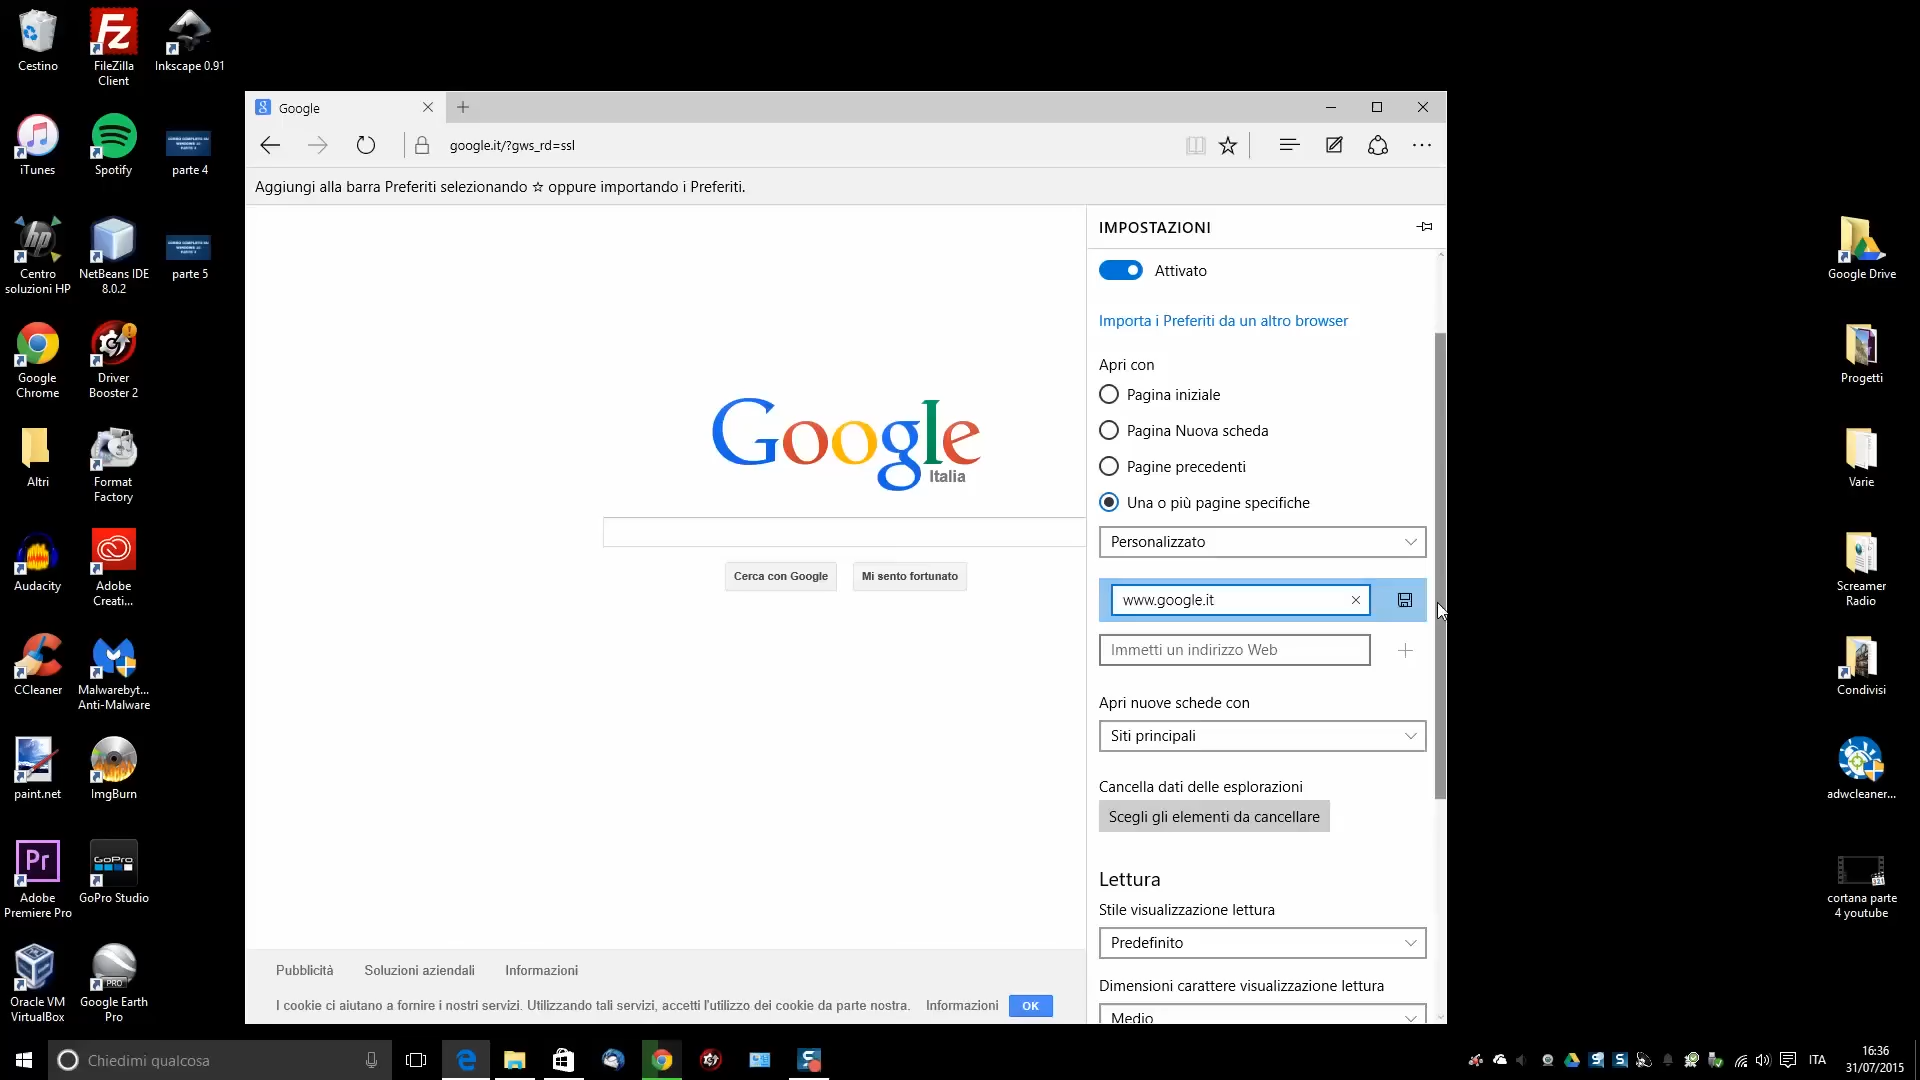 Cestino
FileZilla
Client
Inkscape 0.91
iTunes
Spotify
parte 4
Centro
soluzioni HP
NetBeans IDE
8.0.2
parte 5
Google
Chrome
Driver
Booster 2
Altri
Format
Factory
Audacity
Adobe
Creati...
CCleaner
Malwarebyt...
Anti-Malware
paint.net
ImgBurn
Adobe
Premiere Pro
GoPro
GoPro Studio
Oracle VM
VirtualBox
PRO
Google Earth
Pro
Google
google.it/?gws_rd=ssl
Aggiungi alla barra Preferiti selezionando ☆ oppure importando i Preferiti.
Google
Italia
Cerca con Google
Mi sento fortunato
Pubblicità
Soluzioni aziendali
Informazioni
I cookie ci aiutano a fornire i nostri servizi. Utilizzando tali servizi, accetti l'utilizzo dei cookie da parte nostra.
Informazioni
OK
IMPOSTAZIONI
Attivato
Importa i Preferiti da un altro browser
Apri con
Pagina iniziale
Pagina Nuova scheda
Pagine precedenti
Una o più pagine specifiche
Personalizzato
www.google.it
Immetti un indirizzo Web
Apri nuove schede con
Siti principali
Cancella dati delle esplorazioni
Scegli gli elementi da cancellare
Lettura
Stile visualizzazione lettura
Predefinito
Dimensioni carattere visualizzazione lettura
Medio
Google Drive
Progetti
Varie
Screamer
Radio
Condivisi
adwcleaner...
cortana parte
4 youtube
Chiedimi qualcosa
ITA
16:36
31/07/2015